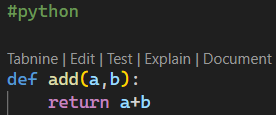 #python
Tabnine | Edit | Test | Explain | Document
def add(a,b):
    return a+b